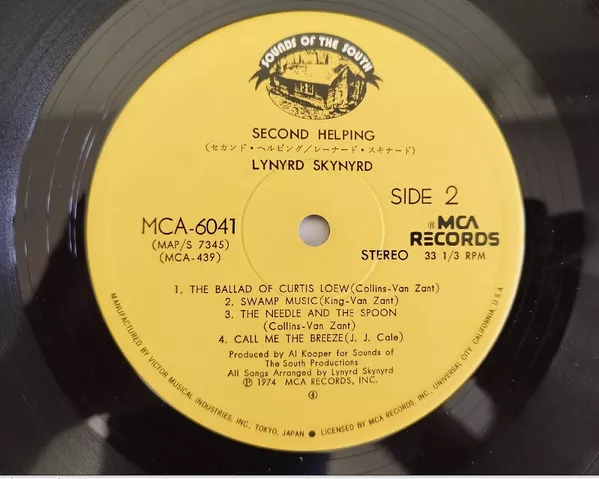 SOUNDS OF THE SOUTH
SECOND HELPING
(セカンド・ヘルピング/レーナード・スキナード)
LYNYRD SKYNYRD
SIDE 2
MCA-6041
(MAP/S 7345)
(MCA-439)
® MCA
RECORDS
STEREO 33 1/3 RPM
1. THE BALLAD OF CURTIS LOEW(Collins-Van Zant)
2. SWAMP MUSIC(King-Van Zant)
3. THE NEEDLE AND THE SPOON
(Collins-Van Zant)
4. CALL ME THE BREEZE(J. J. Cale)
Produced by Al Kooper for Sounds of
The South Productions
All Songs Arranged by Lynyrd Skynyrd
Ⓟ 1974 MCA RECORDS, INC.
④
MANUFACTURED BY VICTOR MUSICAL INDUSTRIES, INC., TOKYO, JAPAN ● LICENSED BY MCA RECORDS, INC., UNIVERSAL CITY, CALIFORNIA, U.S.A.